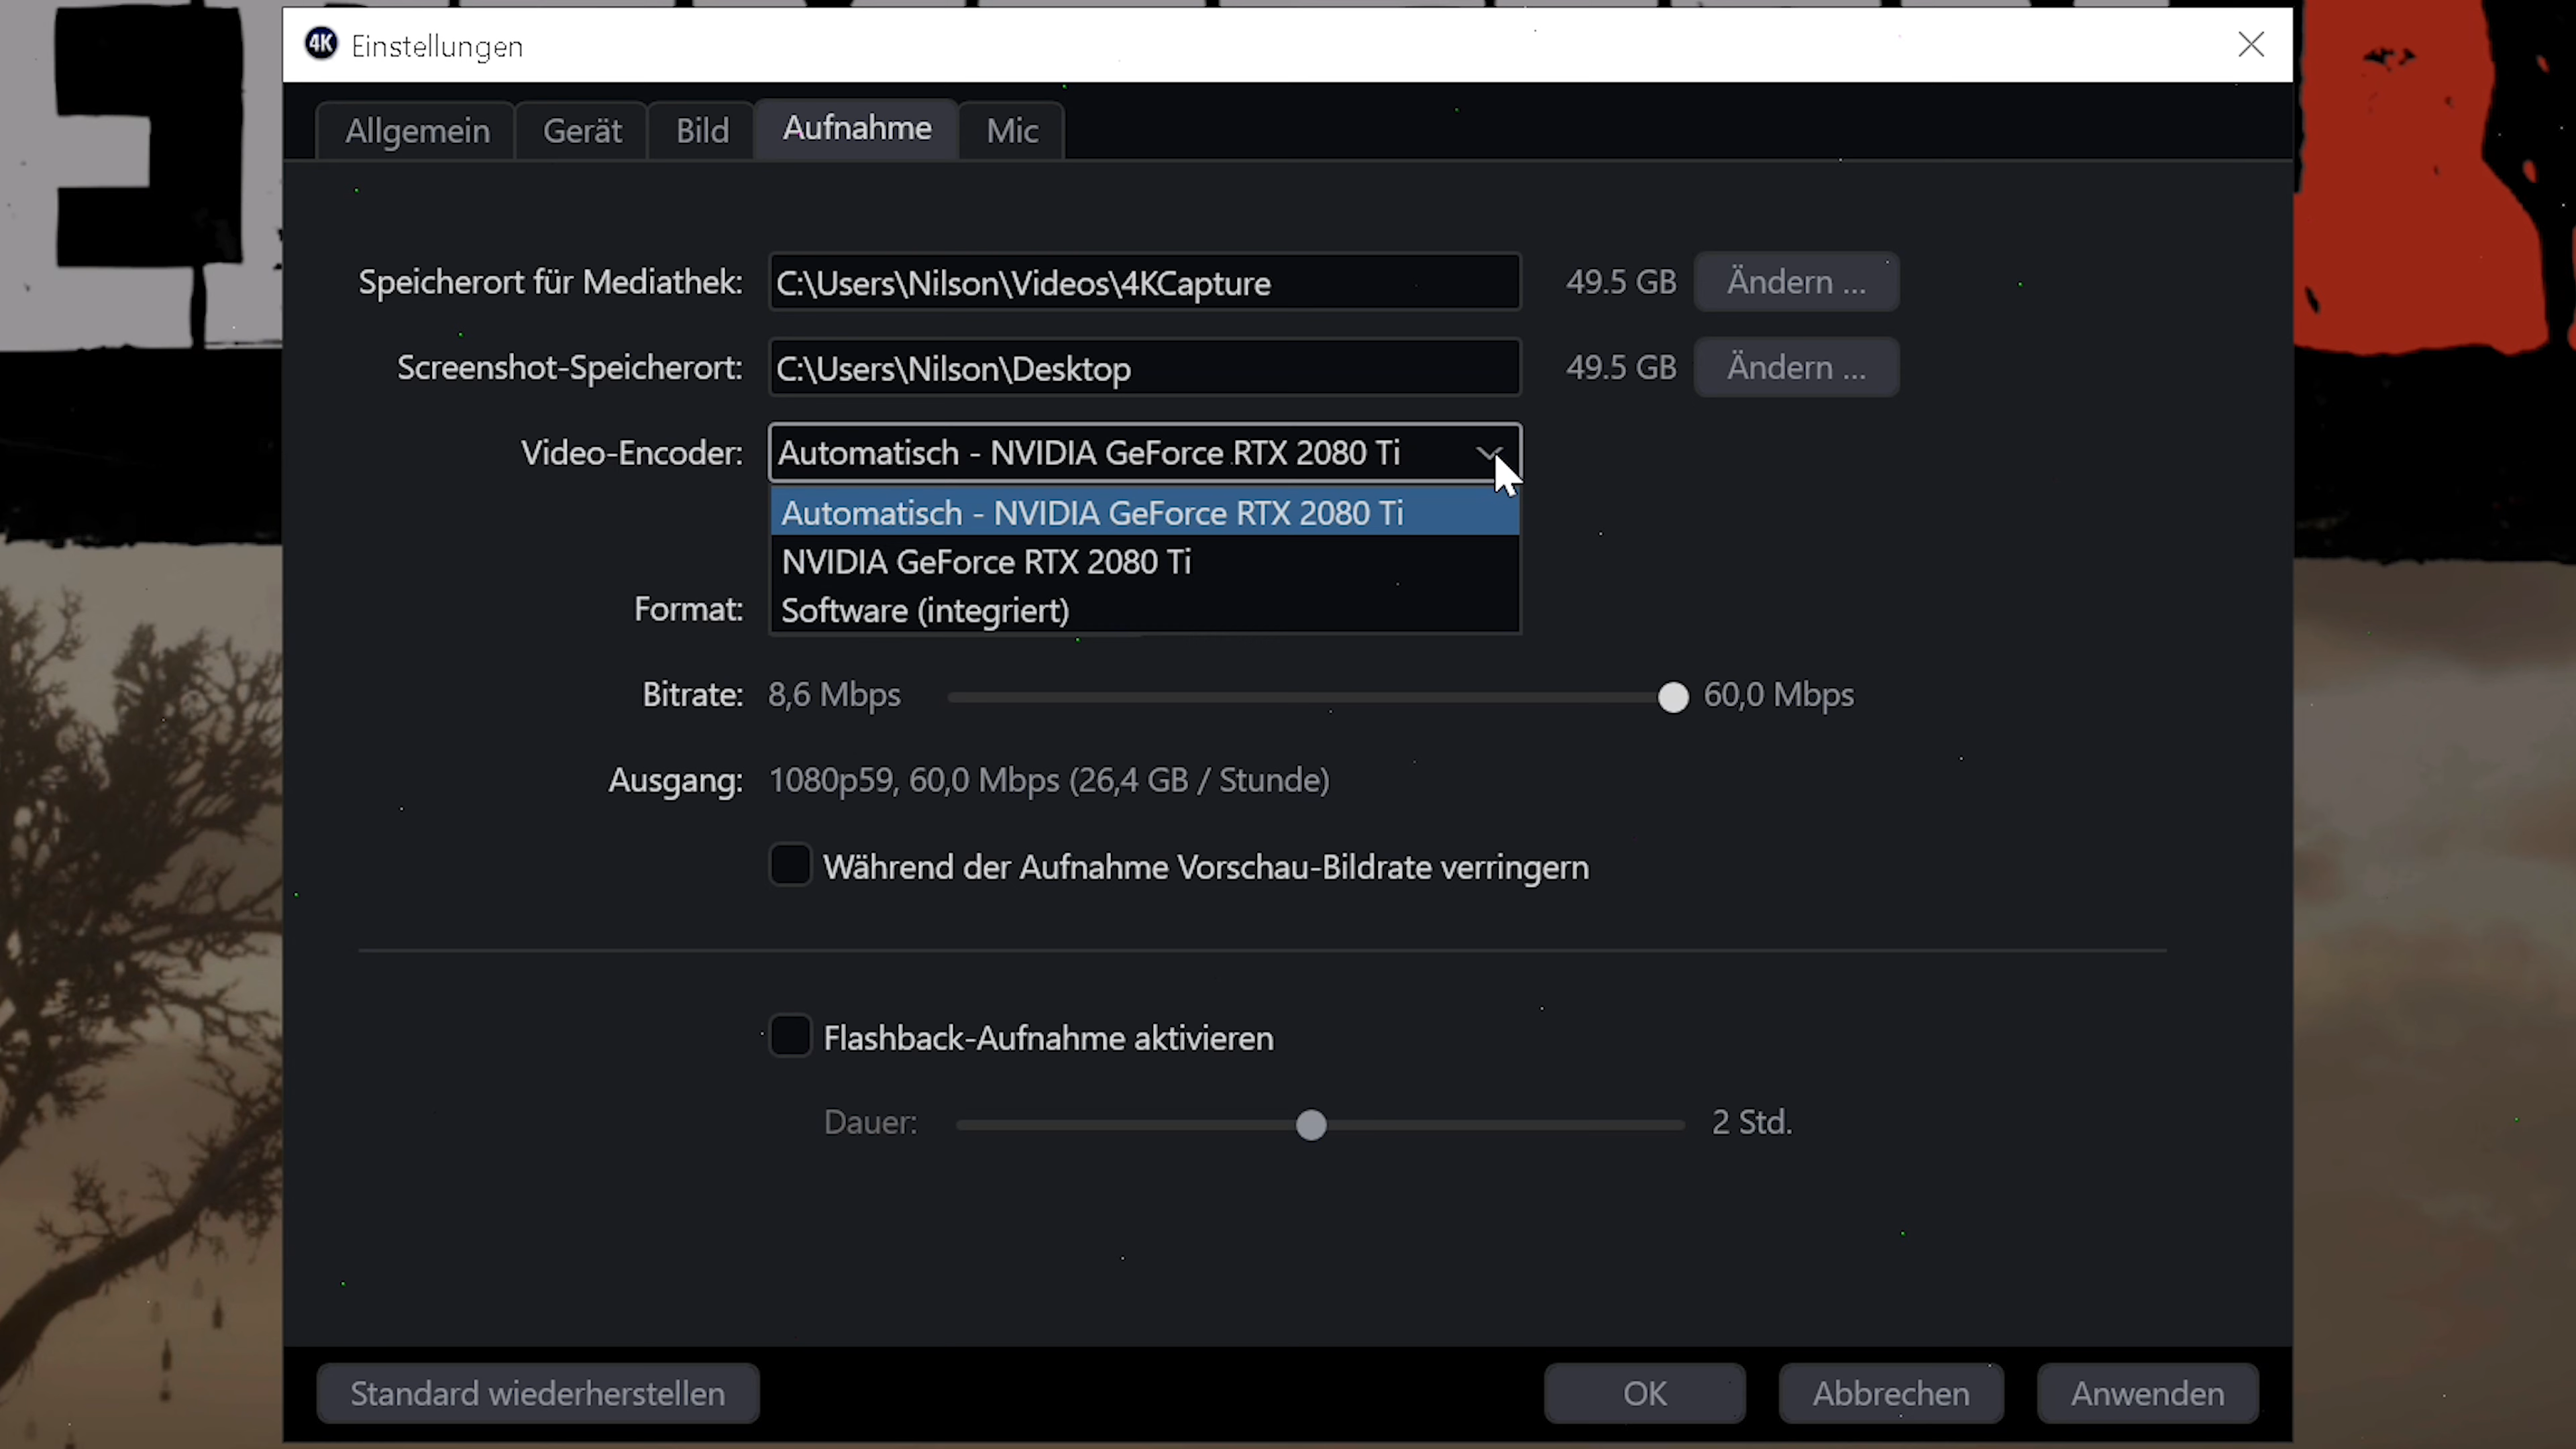 4K Einstellungen
Allgemein Gerät Bild Aufnahme Mic
Speicherort für Mediathek: C:\Users\Nilson\Videos\4KCapture 49.5 GB Ändern ...
Screenshot-Speicherort: C:\Users\Nilson\Desktop 49.5 GB Ändern ...
Video-Encoder: Automatisch - NVIDIA GeForce RTX 2080 Ti
Automatisch - NVIDIA GeForce RTX 2080 Ti
NVIDIA GeForce RTX 2080 Ti
Format: Software (integriert)
Bitrate: 8,6 Mbps 60,0 Mbps
Ausgang: 1080p59, 60,0 Mbps (26,4 GB / Stunde)
Während der Aufnahme Vorschau-Bildrate verringern
Flashback-Aufnahme aktivieren
Dauer: 2 Std.
Standard wiederherstellen OK Abbrechen Anwenden